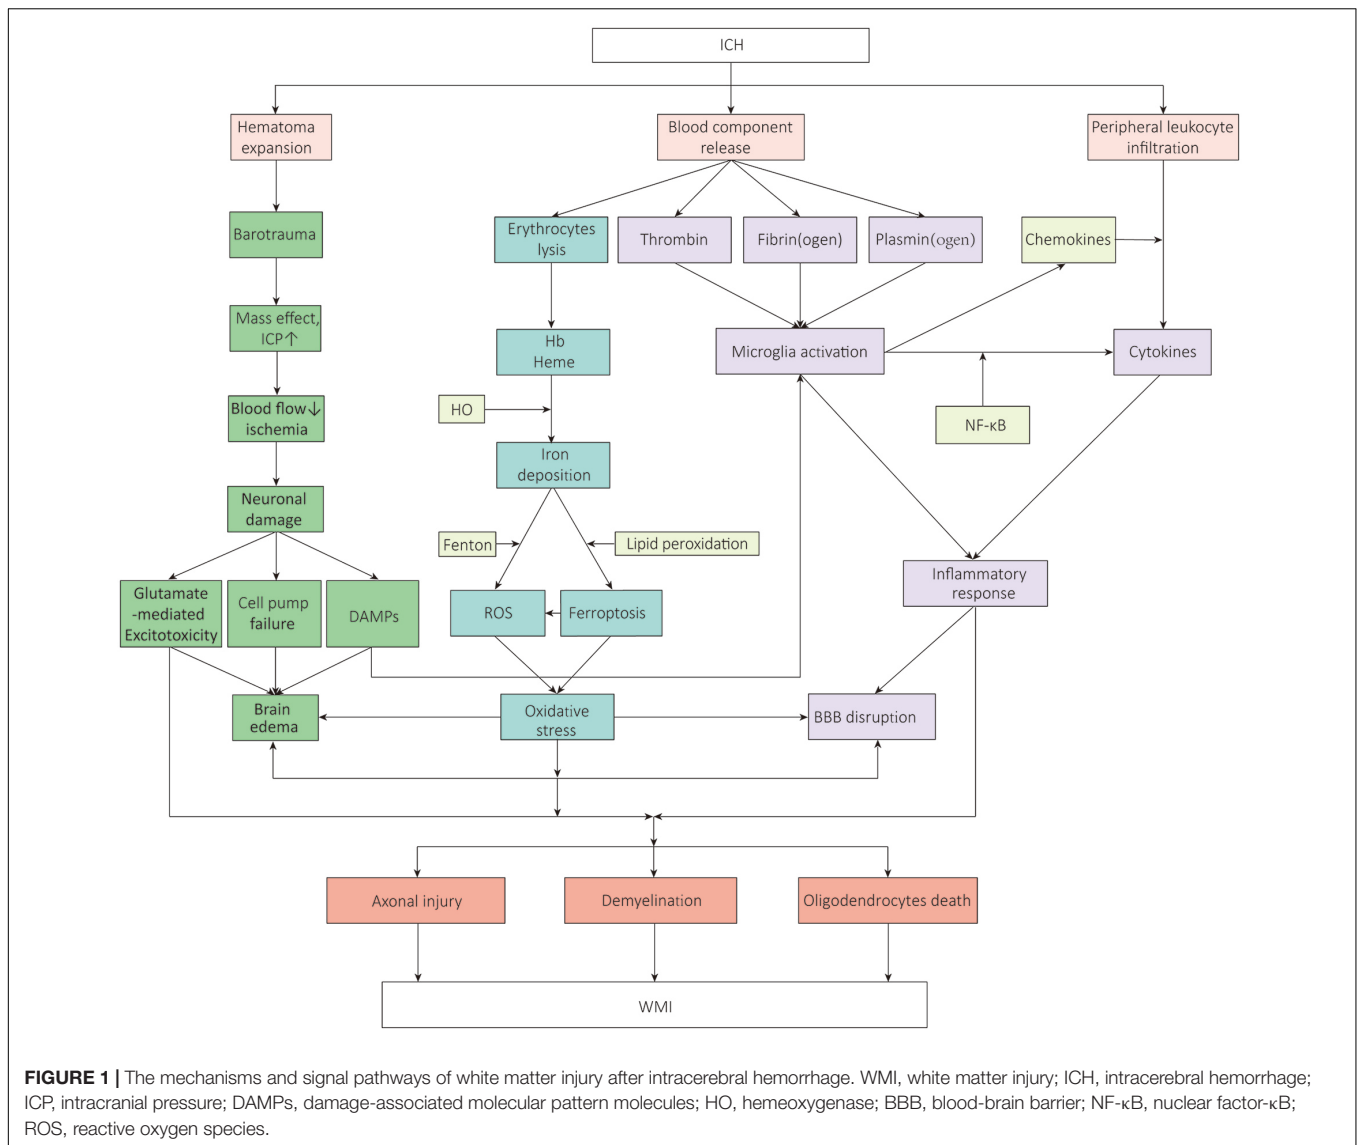 ICH
Hematoma
expansion
Blood component
release
Peripheral leukocyte
infiltration
Barotrauma
Erythrocytes
lysis
Thrombin
Fibrin(ogen)
Plasmin(ogen)
Chemokines
Mass effect,
ICP↑
Hb
Heme
Microglia activation
Cytokines
Blood flow↓
ischemia
HO
NF-κB
Iron
deposition
Neuronal
damage
Fenton
Lipid peroxidation
Glutamate
-mediated
Excitotoxicity
Cell pump
failure
DAMPs
ROS
Ferroptosis
Inflammatory
response
Brain
edema
Oxidative
stress
BBB disruption
Axonal injury
Demyelination
Oligodendrocytes death
WMI
FIGURE 1 | The mechanisms and signal pathways of white matter injury after intracerebral hemorrhage. WMI, white matter injury; ICH, intracerebral hemorrhage;
ICP, intracranial pressure; DAMPs, damage-associated molecular pattern molecules; HO, hemeoxygenase; BBB, blood-brain barrier; NF-κB, nuclear factor-κB;
ROS, reactive oxygen species.